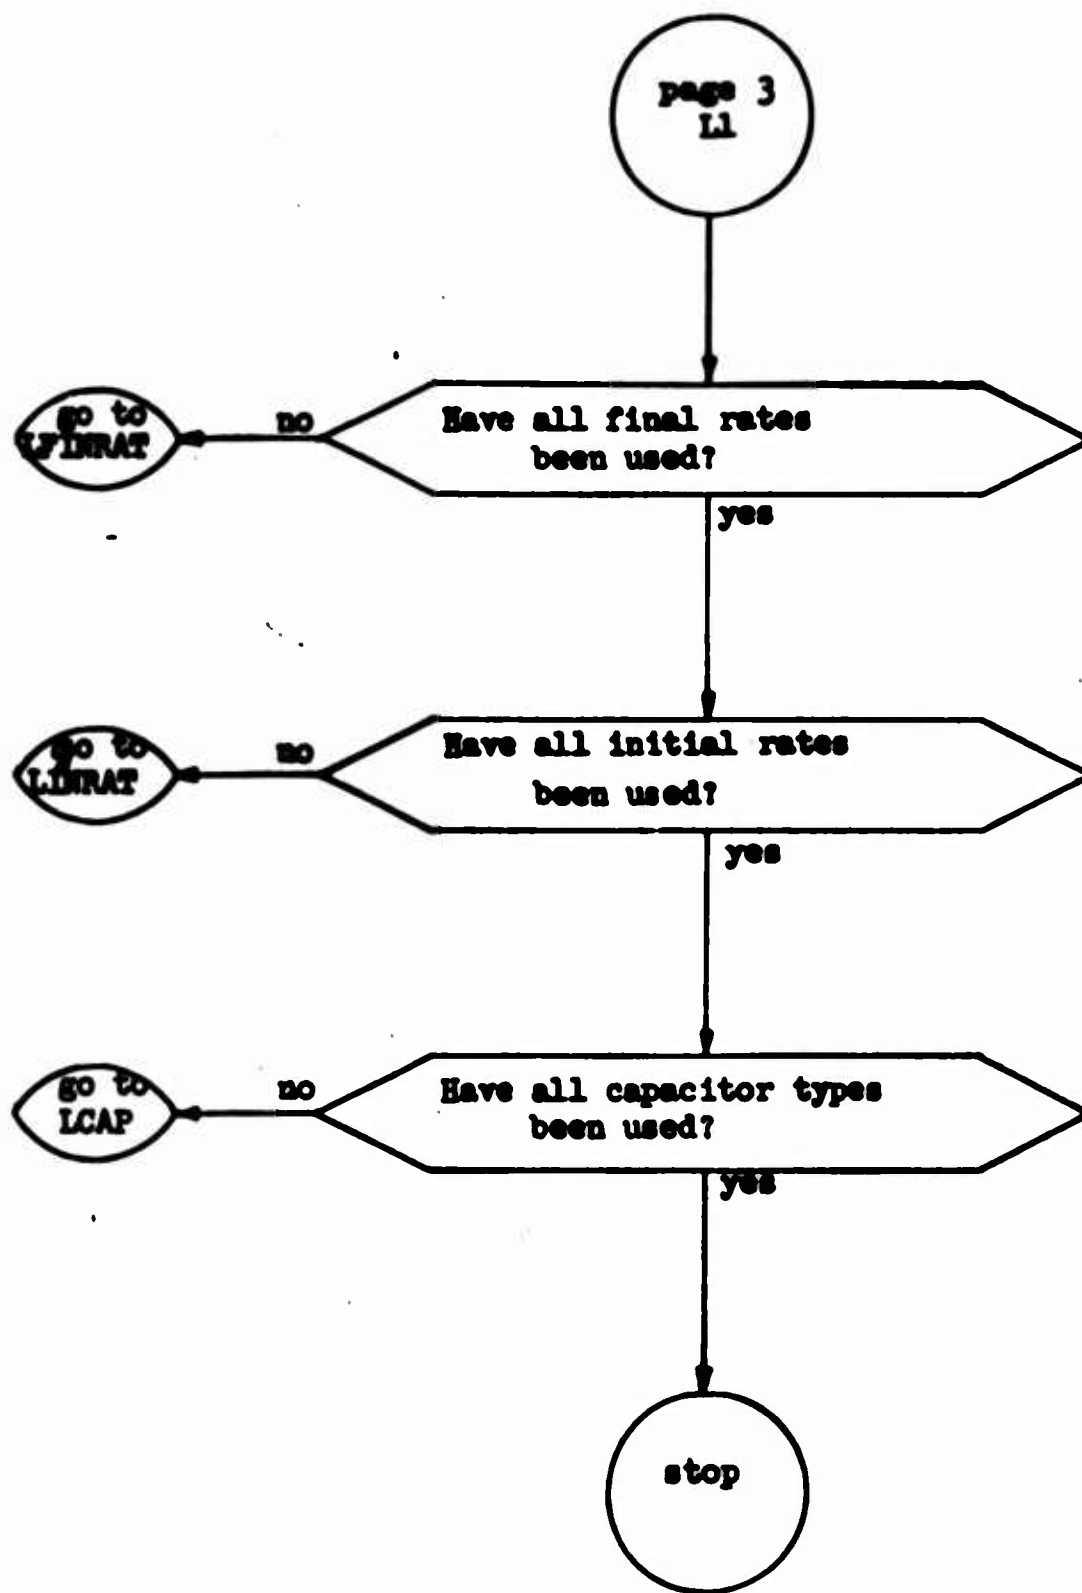 page 3
L1
Have all final rates
been used?
no
go to
LFINRAT
yes
Have all initial rates
been used?
no
go to
LINRAT
yes
Have all capacitor types
been used?
no
go to
LCAP
yes
stop